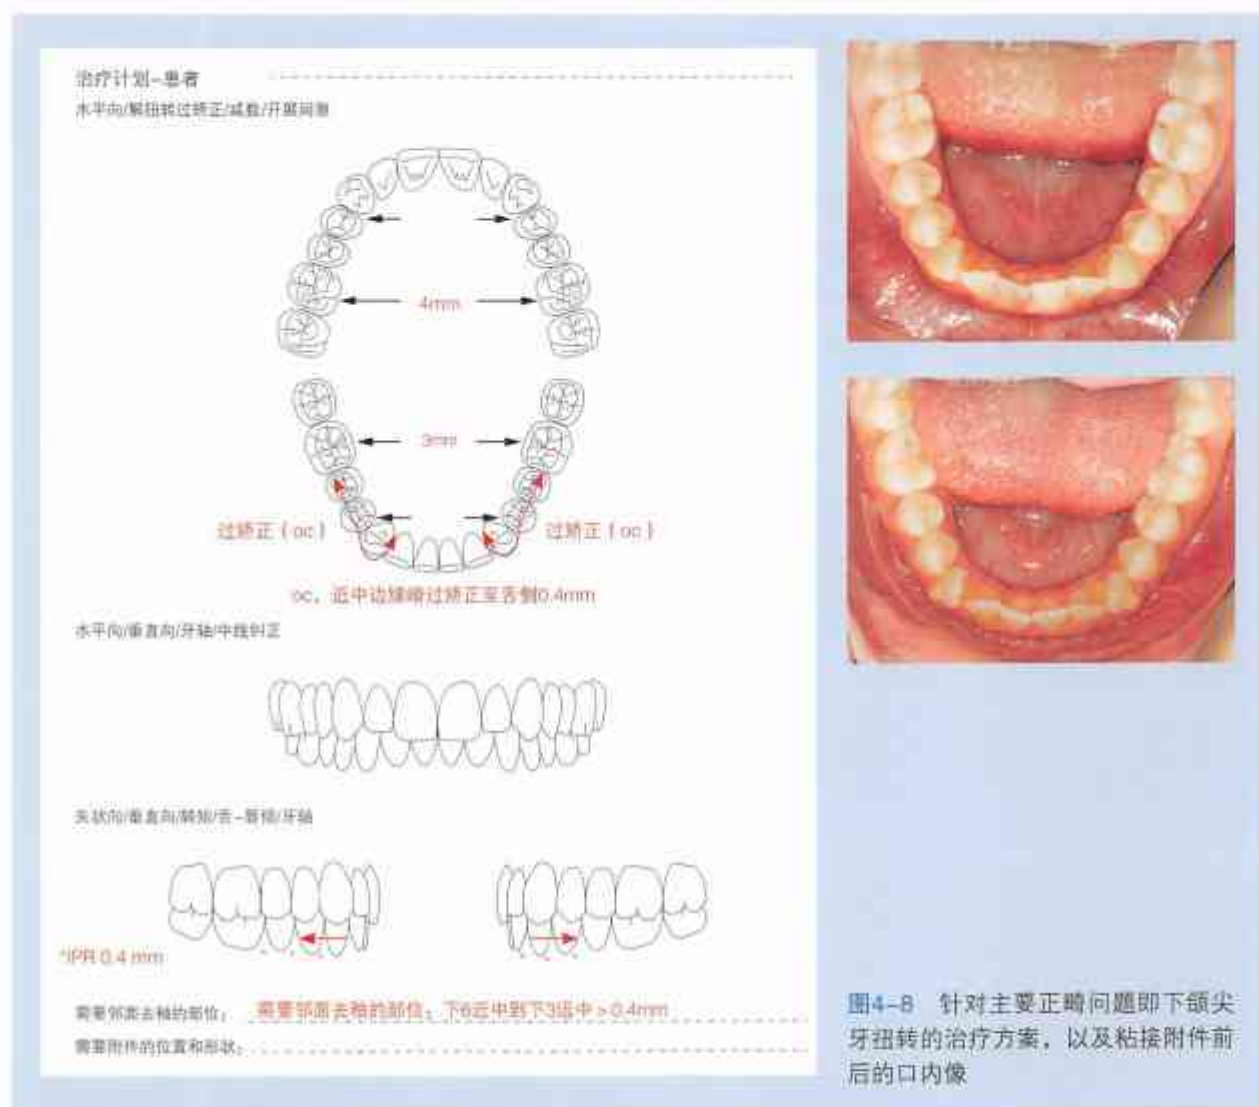 治疗计划-患者
水平向/解扭转过矫正/减数/开展间隙
4mm
3mm
过矫正（oc）
过矫正（oc）
oc，近中边缘嵴过矫正至舌侧0.4mm
水平向/垂直向/牙轴/中线纠正
矢状向/垂直向/转矩/舌-唇倾/牙轴
*IPR 0.4 mm
需要邻面去釉的部位： 需要邻面去釉的部位：下6近中到下3远中＞0.4mm
需要附件的位置和形状：
图4-8 针对主要正畸问题即下颌尖
牙扭转的治疗方案，以及粘接附件前
后的口内像